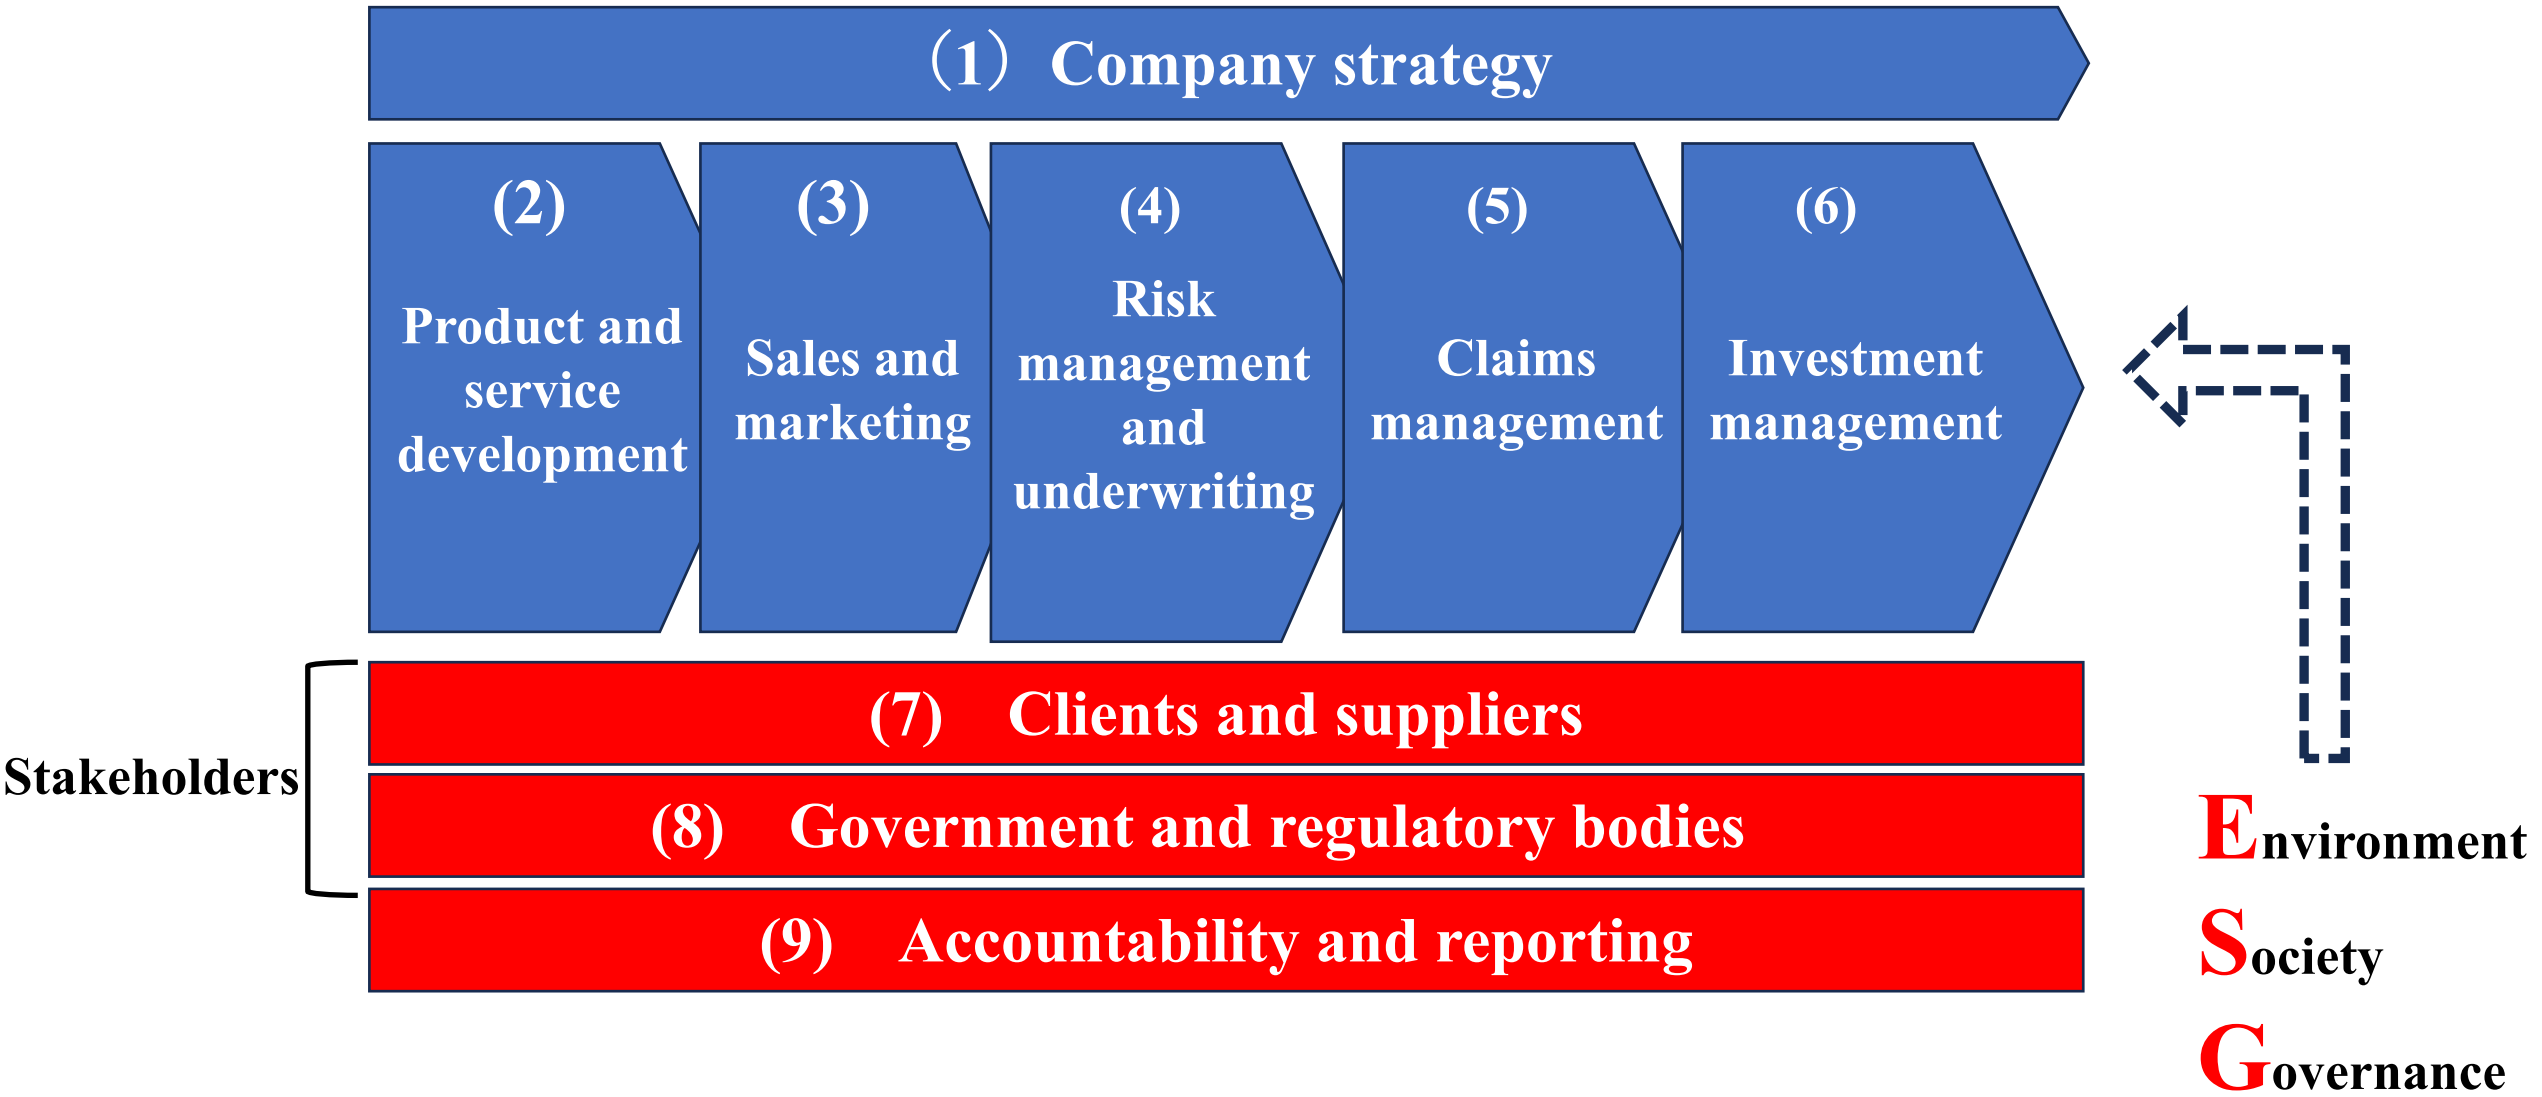 （1） Company strategy
(2)
Product and
service
development
(3)
Sales and
marketing
(4)
Risk
management
and
underwriting
(5)
Claims
management
(6)
Investment
management
Stakeholders
(7) Clients and suppliers
(8) Government and regulatory bodies
(9) Accountability and reporting
Environment
Society
Governance